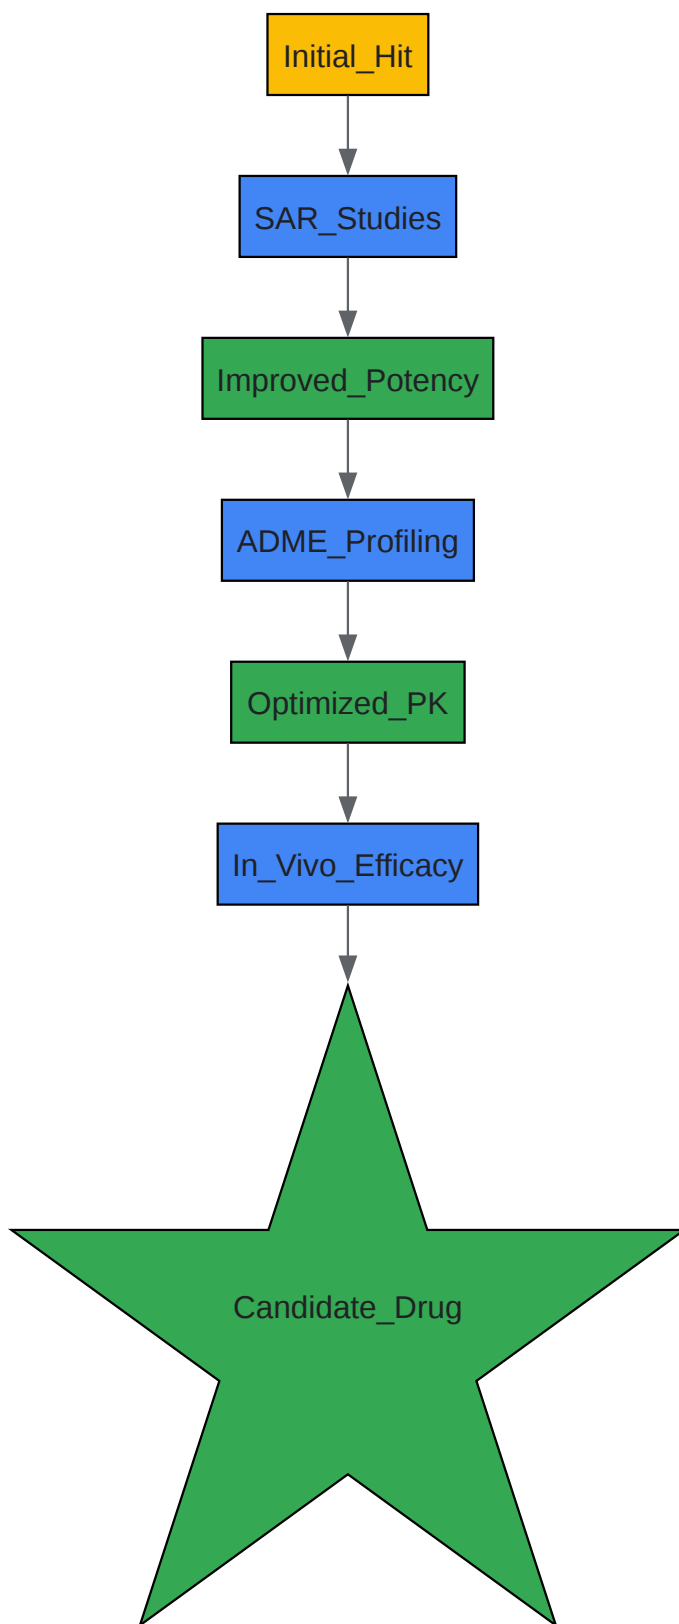 Initial_Hit
SAR_Studies
Improved_Potency
ADME_Profiling
Optimized_PK
In_Vivo_Efficacy
Candidate_Drug